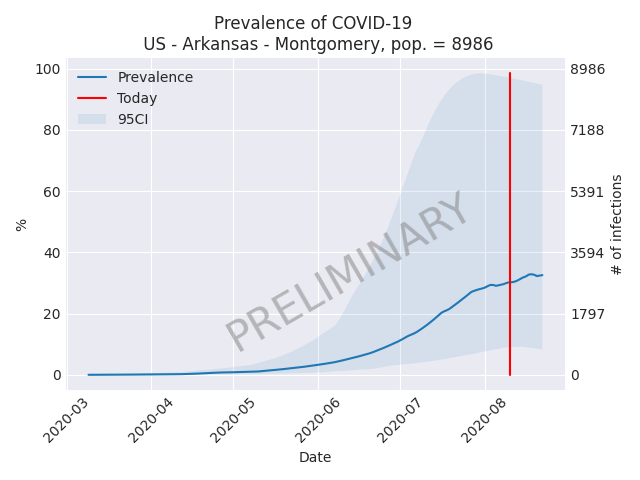 Prevalence of COVID-19
US - Arkansas - Montgomery, pop. = 8986
Prevalence
Today
95CI
100
80
60
40
20
0
%
8986
7188
5391
3594
1797
0
# of infections
PRELIMINARY
2020-03
2020-04
2020-05
2020-06
2020-07
2020-08
Date